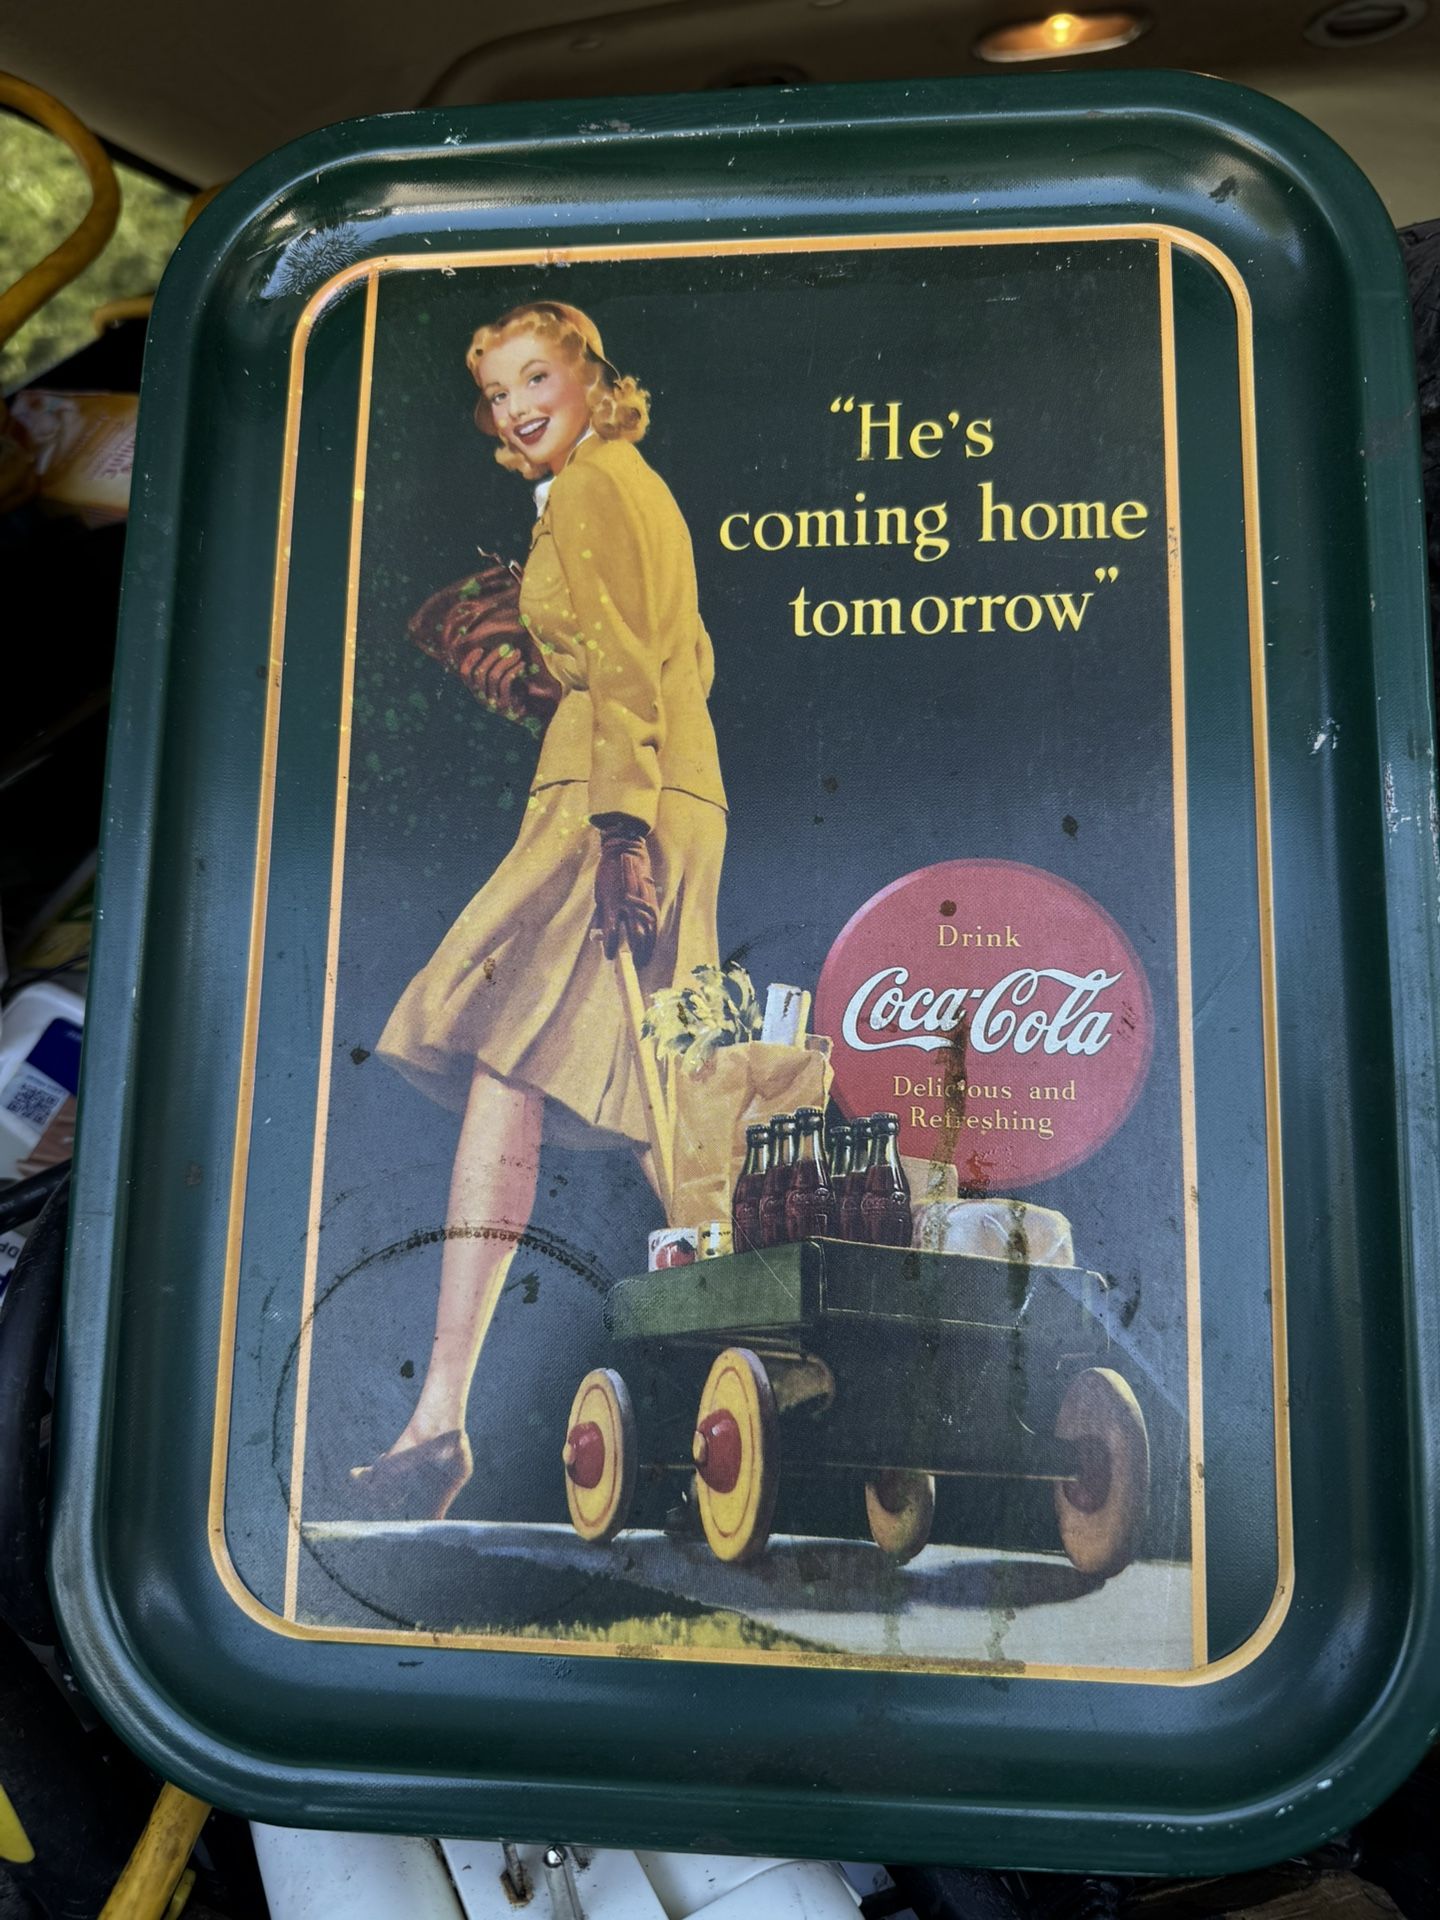 “He’s
coming home
tomorrow”
Drink
Coca-Cola
Delicious and
Refreshing